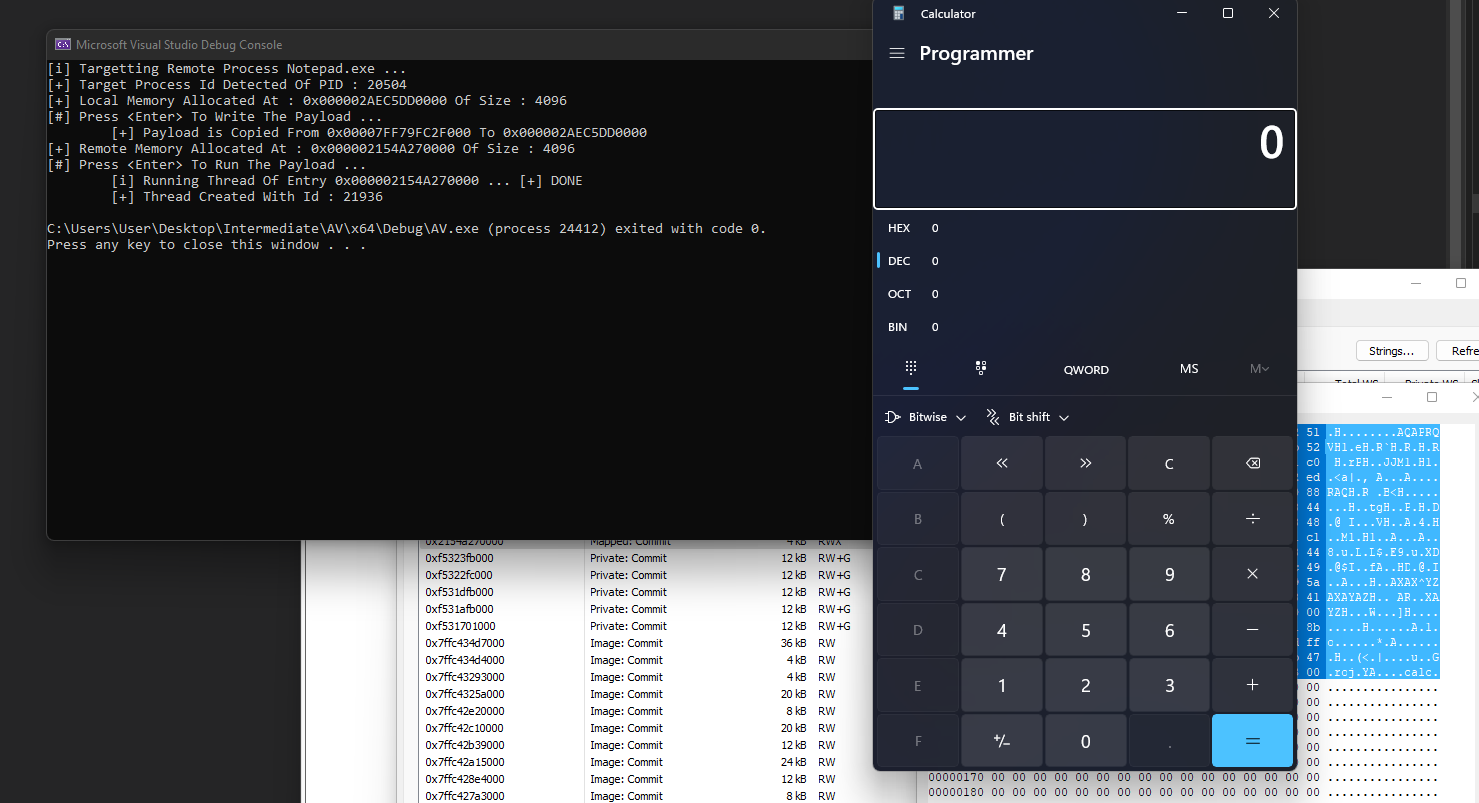 Microsoft Visual Studio Debug Console
[i] Targetting Remote Process Notepad.exe ...
[+] Target Process Id Detected Of PID : 20504
[+] Local Memory Allocated At : 0x000002AEC5DD0000 Of Size : 4096
[#] Press <Enter> To Write The Payload ...
[+] Payload is Copied From 0x00007FF79FC2F000 To 0x000002AEC5DD0000
[+] Remote Memory Allocated At : 0x000002154A270000 Of Size : 4096
[#] Press <Enter> To Run The Payload ...
[i] Running Thread Of Entry 0x000002154A270000 ... [+] DONE
[+] Thread Created With Id : 21936
C:\Users\User\Desktop\Intermediate\AV\x64\Debug\AV.exe (process 24412) exited with code 0.
Press any key to close this window . . .
Calculator
Programmer
0
HEX 0
DEC 0
OCT 0
BIN 0
QWORD MS M
Bitwise Bit shift
A << >> C
B ( ) % ÷
C 7 8 9 ×
D 4 5 6 −
E 1 2 3 +
F +/− 0 . =
Strings...
0x2154a270000 Mapped: Commit 4 kB RWX
0xf5323fb000 Private: Commit 12 kB RW+G
0xf5322fc000 Private: Commit 12 kB RW+G
0xf531dfb000 Private: Commit 12 kB RW+G
0xf531afb000 Private: Commit 12 kB RW+G
0xf531701000 Private: Commit 12 kB RW+G
0x7ffc434d7000 Image: Commit 36 kB RW
0x7ffc434d4000 Image: Commit 4 kB RW
0x7ffc43293000 Image: Commit 4 kB RW
0x7ffc4325a000 Image: Commit 20 kB RW
0x7ffc42e20000 Image: Commit 8 kB RW
0x7ffc42c10000 Image: Commit 20 kB RW
0x7ffc42b39000 Image: Commit 12 kB RW
0x7ffc42a15000 Image: Commit 24 kB RW
0x7ffc428e4000 Image: Commit 12 kB RW
0x7ffc427a3000 Image: Commit 8 kB RW
51 .H........AQAPRQ
52 VH1.eH.R`H.R.H.R
c0 H.rPH..JJM1.H1.
ed .<a|., A...A....
88 RAQH.R .B<H.....
44 ...H..tgH..P.H.D
48 .@ I...VH..A.4.H
c1 ..M1.H1..A...A..
44 8.u.L.L$.E9.u.XD
49 .@$I..fA..HD.@.I
5a ..A...H..AXAX^YZ
41 AXAYAZH.. AR..XA
00 YZH...W...]H....
8b .....H......A.1.
ff o......*.A......
47 .H..(<.|....u..G
00 .roj.YA....calc.
00 ................
00 ................
00 ................
00 ................
00 ................
00 ................
00000170 00 00 00 00 00 00 00 00 00 00 00 00 00 00 00 00 ................
00000180 00 00 00 00 00 00 00 00 00 00 00 00 00 00 00 00 ................